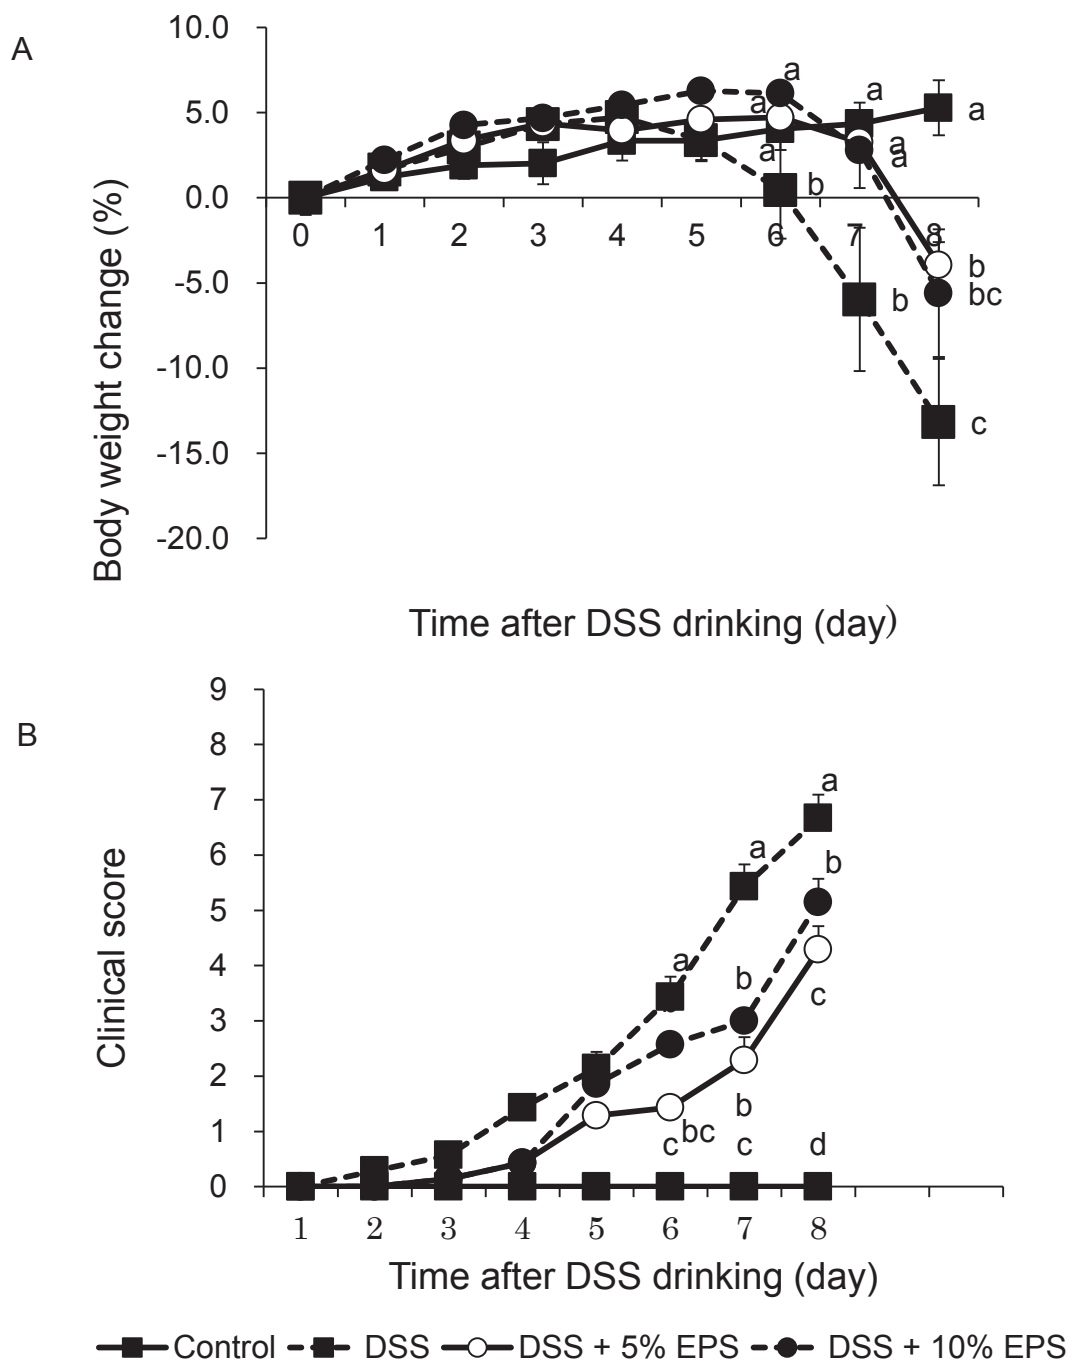 A
10.0
5.0
0.0
-5.0
-10.0
-15.0
-20.0
Body weight change (%)
0 1 2 3 4 5 6 7 8
a
a
a
b
a
a
a
b
a
b
bc
c
Time after DSS drinking (day)
B
9
8
7
6
5
4
3
2
1
0
Clinical score
a
bc
c
a
b
b
c
a
b
c
d
1 2 3 4 5 6 7 8
Time after DSS drinking (day)
Control DSS DSS + 5% EPS DSS + 10% EPS